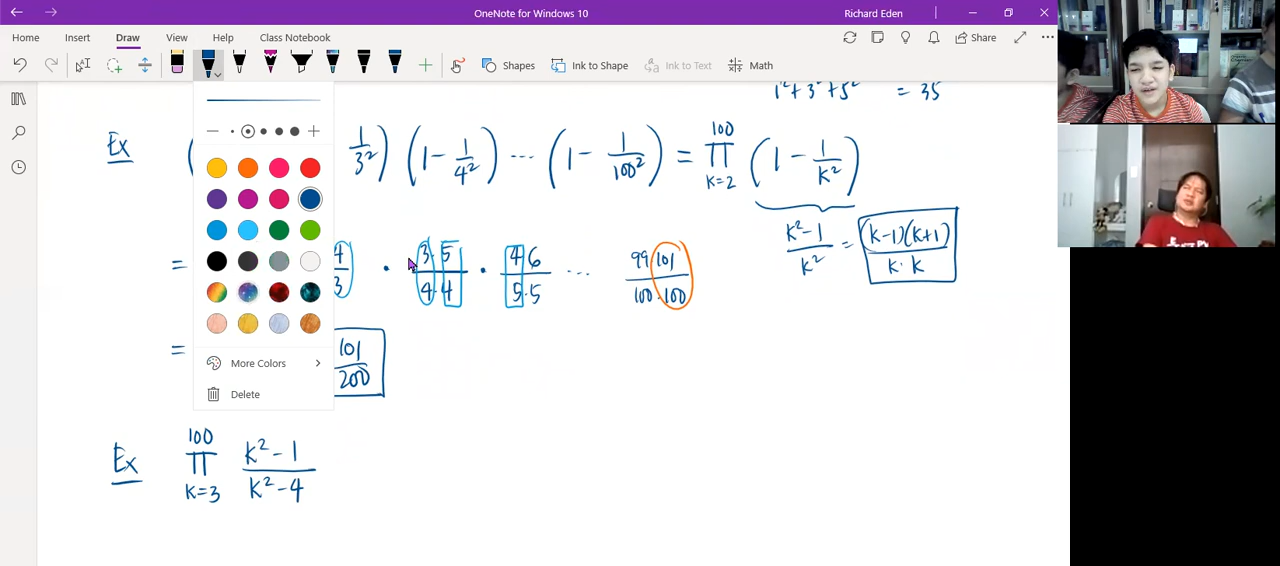 OneNote for Windows 10
Richard Eden
Home Insert Draw View Help Class Notebook
Share
Shapes Ink to Shape Ink to Text Math
1² + 3² + 5² = 35
Ex ( 1/3²) (1 - 1/4²) ... (1 - 1/100²) = ∏_{k=2}^{100} (1 - 1/k²)
(k²-1)/k² = (k-1)(k+1)/(k·k)
= 4/3 · (3·5)/(4·4) · (4·6)/(5·5) ... (99·101)/(100·100)
= 101/200
More Colors
Delete
Ex ∏_{k=3}^{100} (k²-1)/(k²-4)